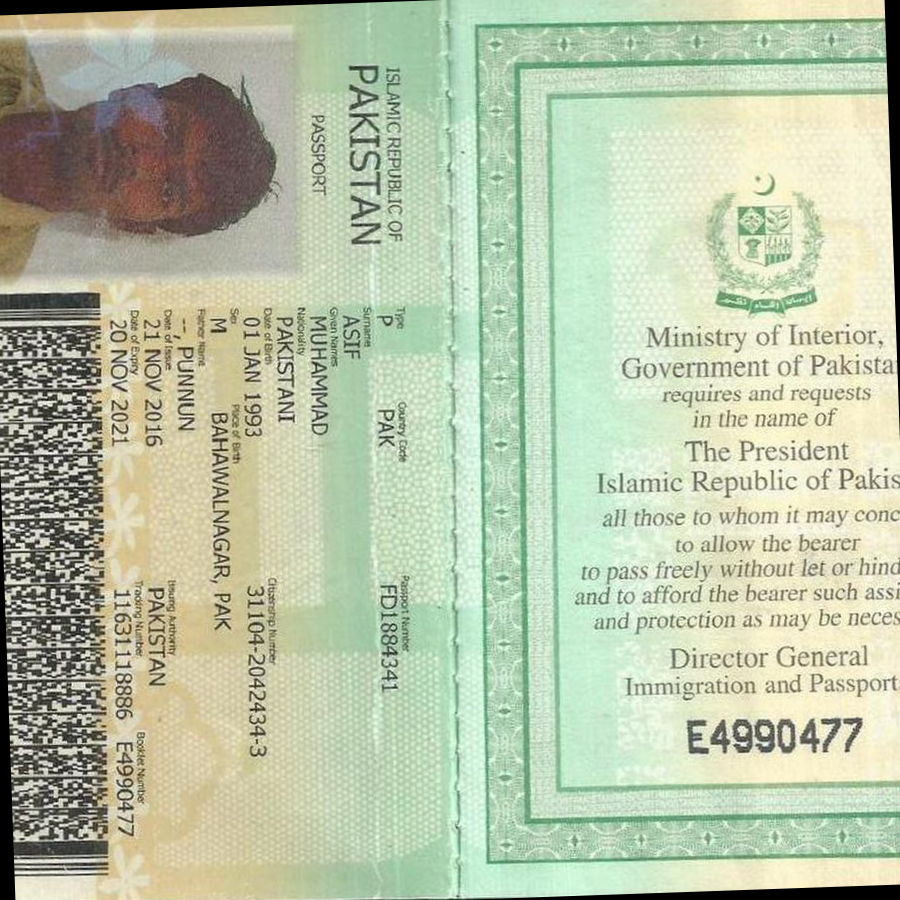 ISLAMIC REPUBLIC OF
PAKISTAN
PASSPORT
Type Country Code Passport Number
P PAK FD1884341
Surname
ASIF
Given Names
MUHAMMAD
Nationality
PAKISTANI
Date of Birth Citizenship Number
01 JAN 1993 31104-2042434-3
Sex Place of Birth
M BAHAWALNAGAR, PAK
Father Name
--, PUNNUN
Date of Issue Issuing Authority
21 NOV 2016 PAKISTAN
Date of Expiry Tracking Number Booklet Number
20 NOV 2021 11631118886 E4990477
Ministry of Interior,
Government of Pakistan
requires and requests
in the name of
The President
Islamic Republic of Pakis
all those to whom it may conc
to allow the bearer
to pass freely without let or hind
and to afford the bearer such assi
and protection as may be neces
Director General
Immigration and Passports
E4990477